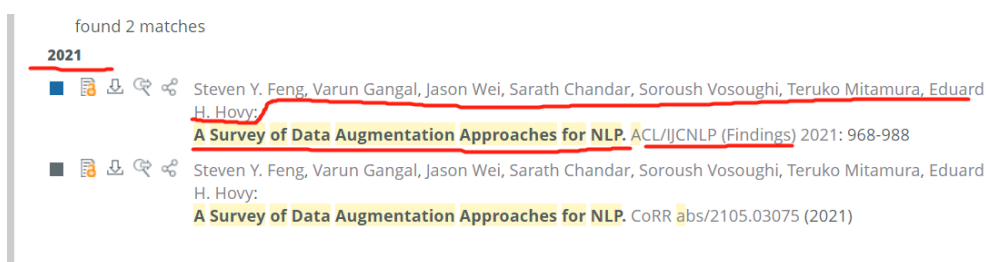 found 2 matches
2021
Steven Y. Feng, Varun Gangal, Jason Wei, Sarath Chandar, Soroush Vosoughi, Teruko Mitamura, Eduard
H. Hovy:
A Survey of Data Augmentation Approaches for NLP. ACL/IJCNLP (Findings) 2021: 968-988
Steven Y. Feng, Varun Gangal, Jason Wei, Sarath Chandar, Soroush Vosoughi, Teruko Mitamura, Eduard
H. Hovy:
A Survey of Data Augmentation Approaches for NLP. CoRR abs/2105.03075 (2021)